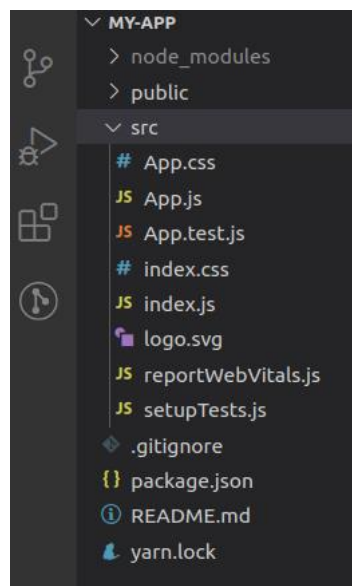 MY-APP
node_modules
public
src
# App.css
JS App.js
JS App.test.js
# index.css
JS index.js
logo.svg
JS reportWebVitals.js
JS setupTests.js
.gitignore
{} package.json
README.md
yarn.lock